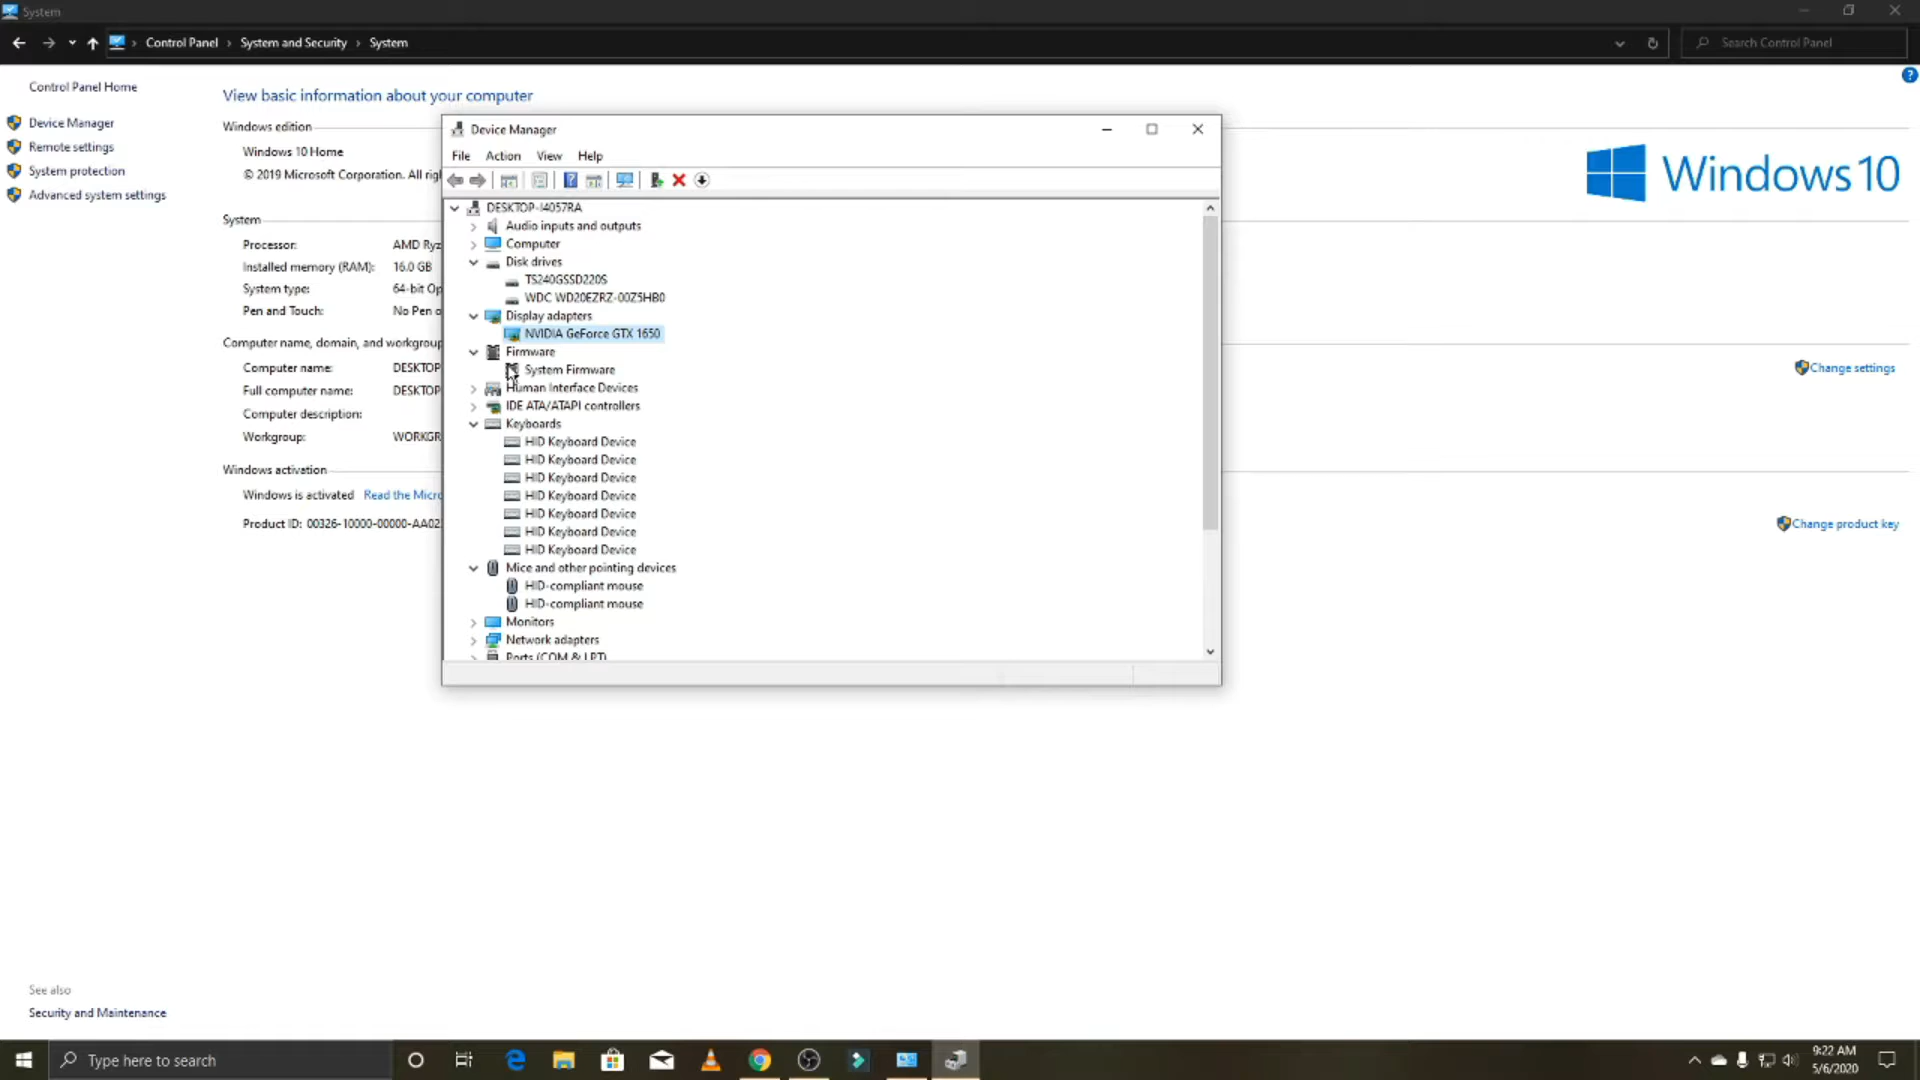 System
Control Panel › System and Security › System
Search Control Panel
Control Panel Home
Device Manager
Remote settings
System protection
Advanced system settings
View basic information about your computer
Windows edition
Windows 10 Home
© 2019 Microsoft Corporation. All rig
System
Processor: AMD Ryz
Installed memory (RAM): 16.0 GB
System type: 64-bit Op
Pen and Touch: No Pen o
Computer name, domain, and workgroup
Computer name: DESKTOP
Full computer name: DESKTOP
Computer description:
Workgroup: WORKGR
Windows activation
Windows is activated Read the Micro
Product ID: 00326-10000-00000-AA02
Windows 10
Change settings
Change product key
Device Manager
File Action View Help
DESKTOP-I4057RA
Audio inputs and outputs
Computer
Disk drives
TS240GSSD220S
WDC WD20EZRZ-00Z5HB0
Display adapters
NVIDIA GeForce GTX 1650
Firmware
System Firmware
Human Interface Devices
IDE ATA/ATAPI controllers
Keyboards
HID Keyboard Device
HID Keyboard Device
HID Keyboard Device
HID Keyboard Device
HID Keyboard Device
HID Keyboard Device
HID Keyboard Device
Mice and other pointing devices
HID-compliant mouse
HID-compliant mouse
Monitors
Network adapters
Ports (COM & LPT)
See also
Security and Maintenance
Type here to search
9:22 AM
5/6/2020